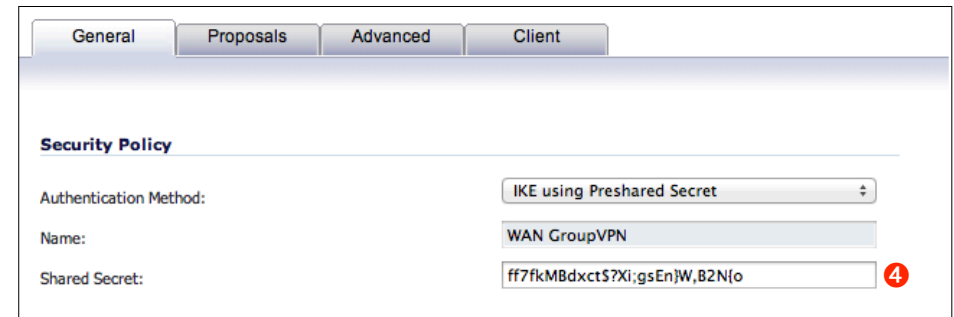 General Proposals Advanced Client
Security Policy
Authentication Method: IKE using Preshared Secret
Name: WAN GroupVPN
Shared Secret: ff7fkMBdxct$?Xi;gsEn}W,B2N{o 4